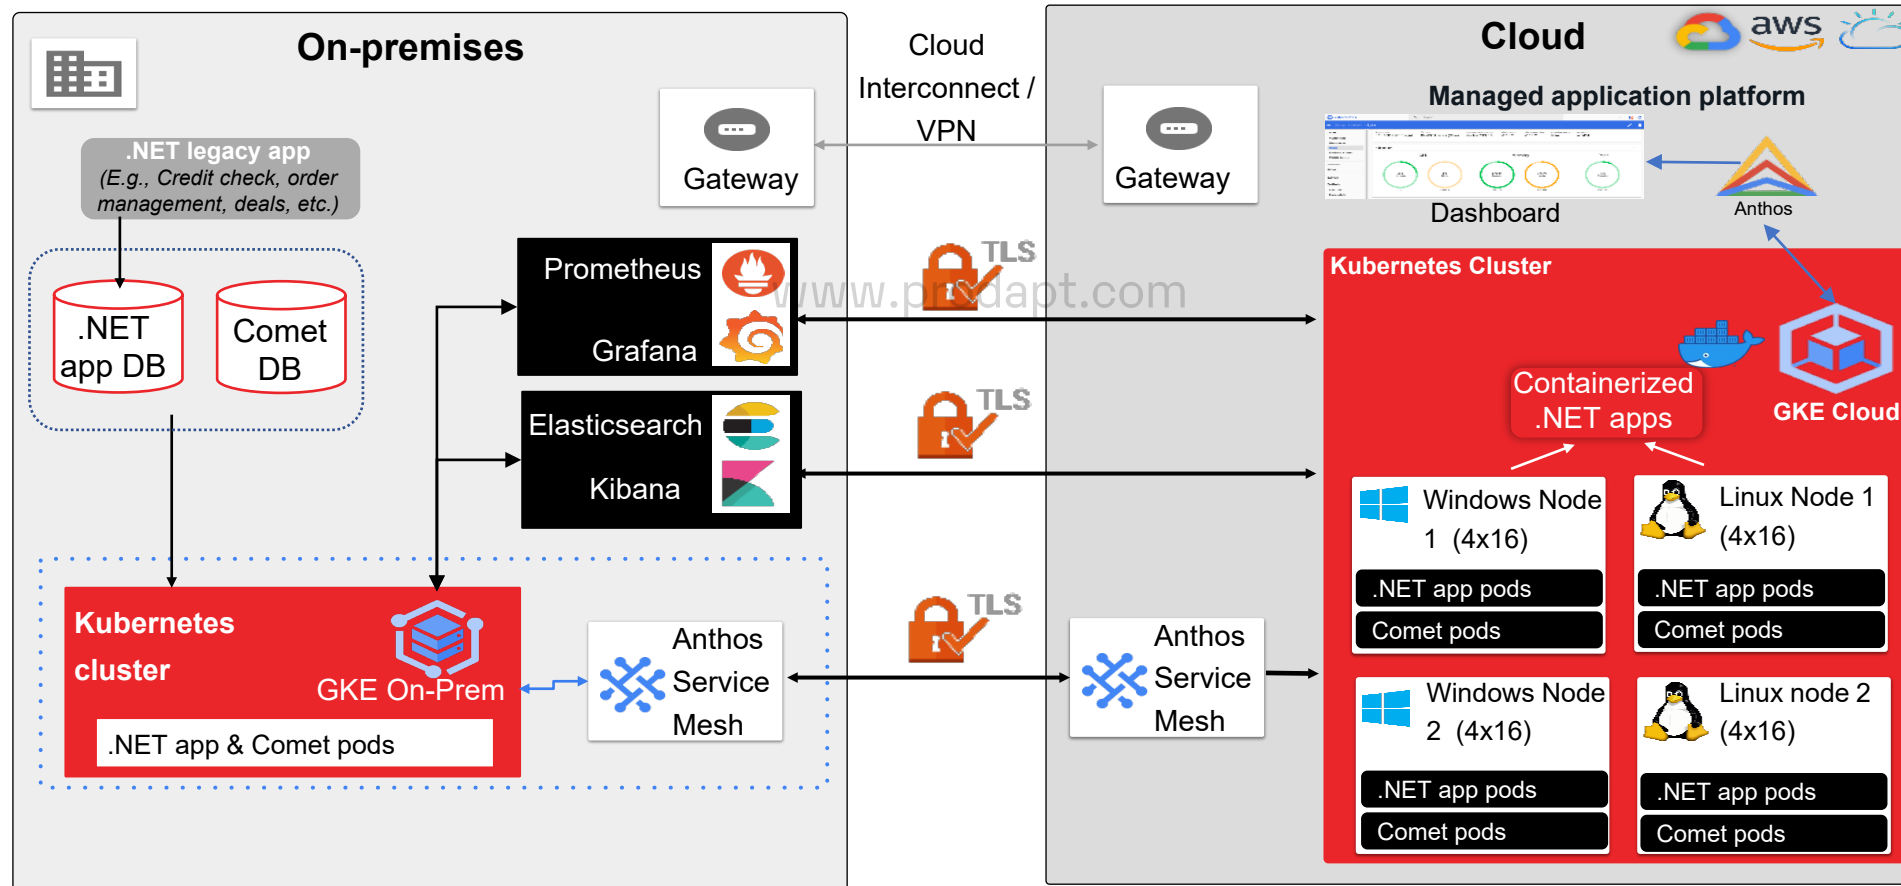 On-premises
Cloud
Interconnect /
VPN
Cloud
aws
Managed application platform
Gateway
Gateway
Dashboard
Anthos
.NET legacy app
(E.g., Credit check, order
management, deals, etc.)
.NET
app DB
Comet
DB
Prometheus
Grafana
TLS
www.prodapt.com
Elasticsearch
Kibana
TLS
Kubernetes Cluster
Containerized
.NET apps
GKE Cloud
Windows Node
1 (4x16)
.NET app pods
Comet pods
Linux Node 1
(4x16)
.NET app pods
Comet pods
Kubernetes
cluster
GKE On-Prem
.NET app & Comet pods
Anthos
Service
Mesh
TLS
Anthos
Service
Mesh
Windows Node
2 (4x16)
.NET app pods
Comet pods
Linux node 2
(4x16)
.NET app pods
Comet pods